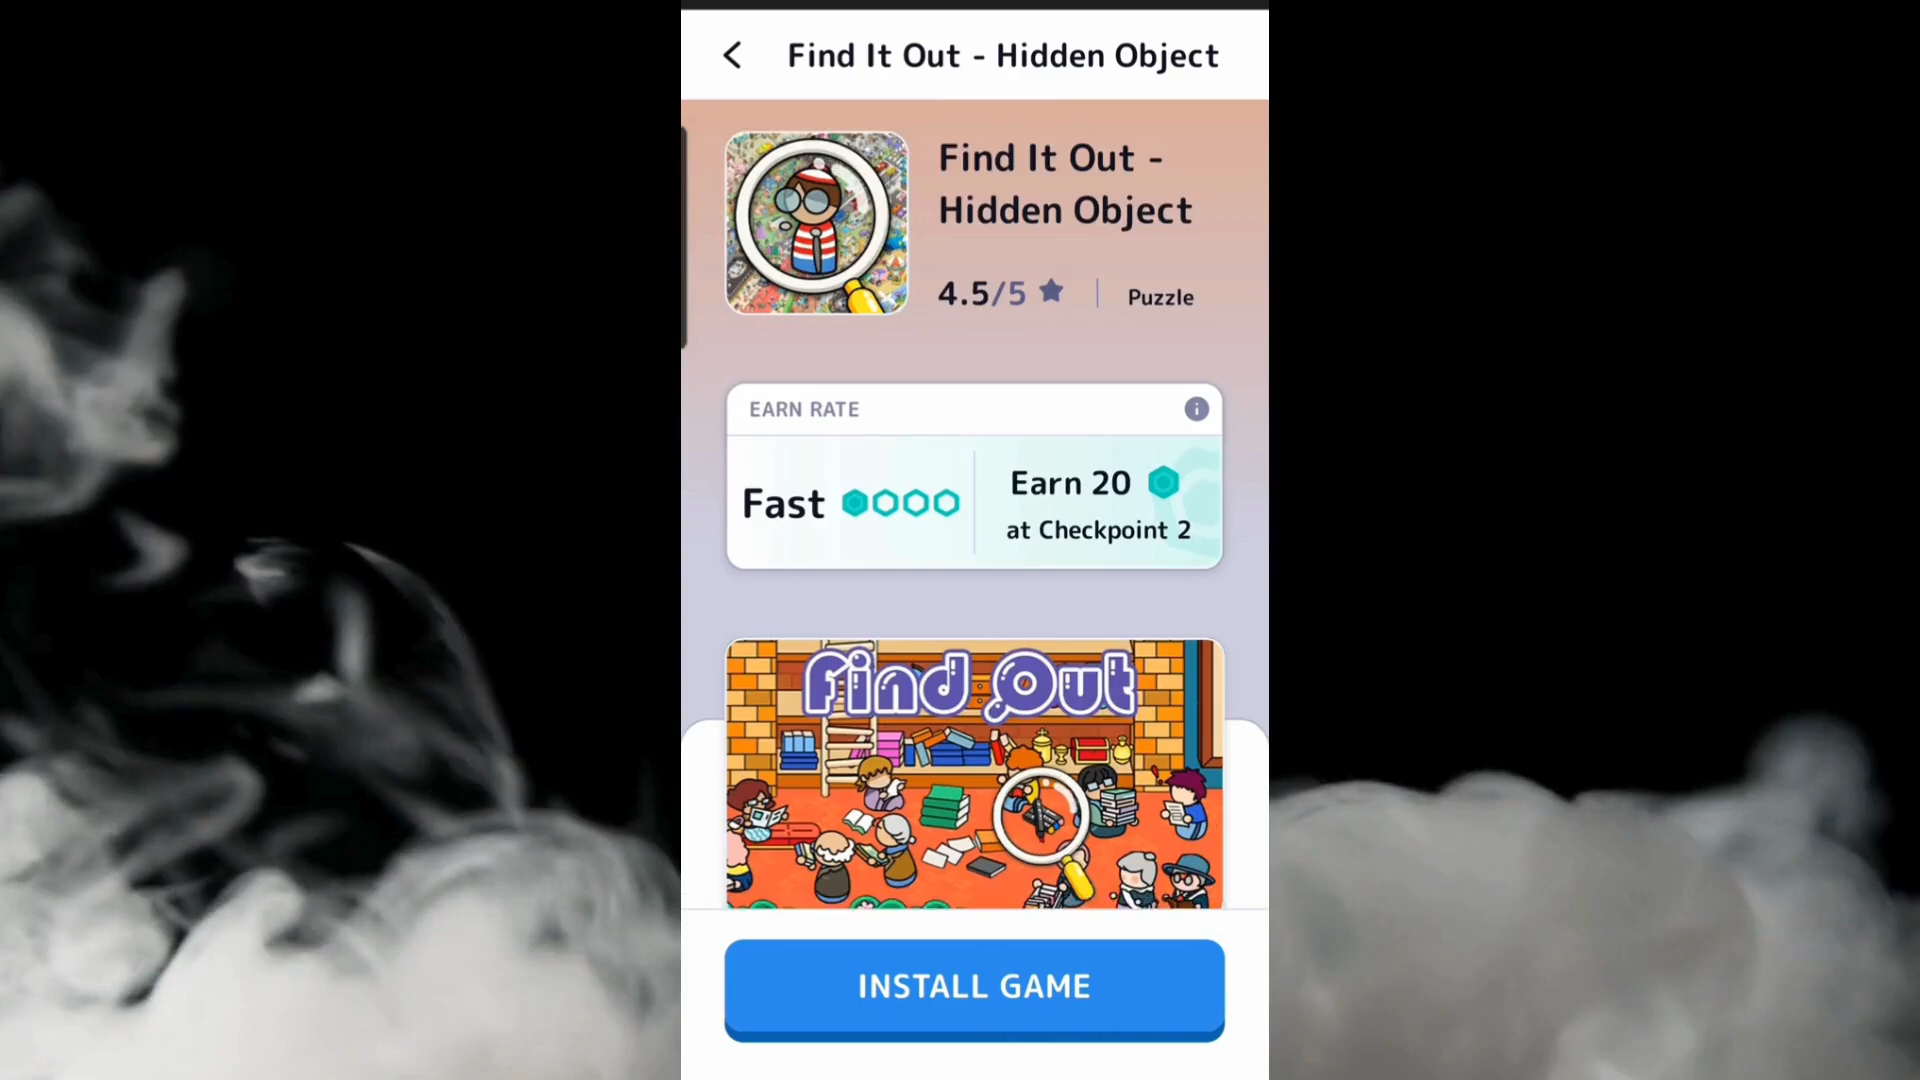 Find It Out - Hidden Object
Find It Out -
Hidden Object
4.5/5
Puzzle
EARN RATE
Fast
Earn 20
at Checkpoint 2
Find Out
INSTALL GAME